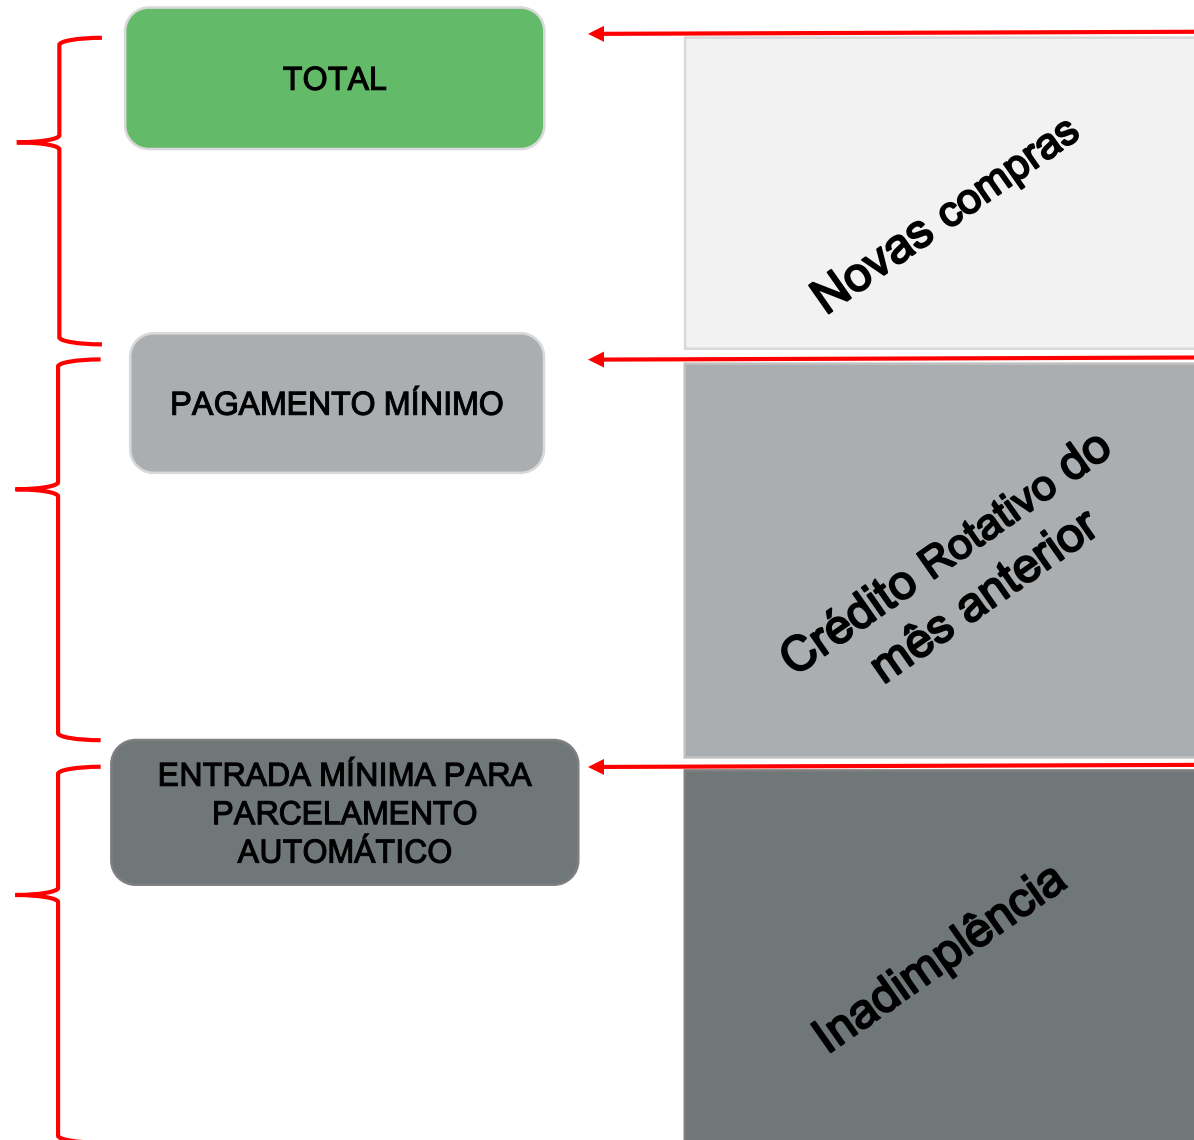 TOTAL
Novas compras
PAGAMENTO MÍNIMO
Crédito Rotativo do
mês anterior
ENTRADA MÍNIMA PARA
PARCELAMENTO
AUTOMÁTICO
Inadimplência